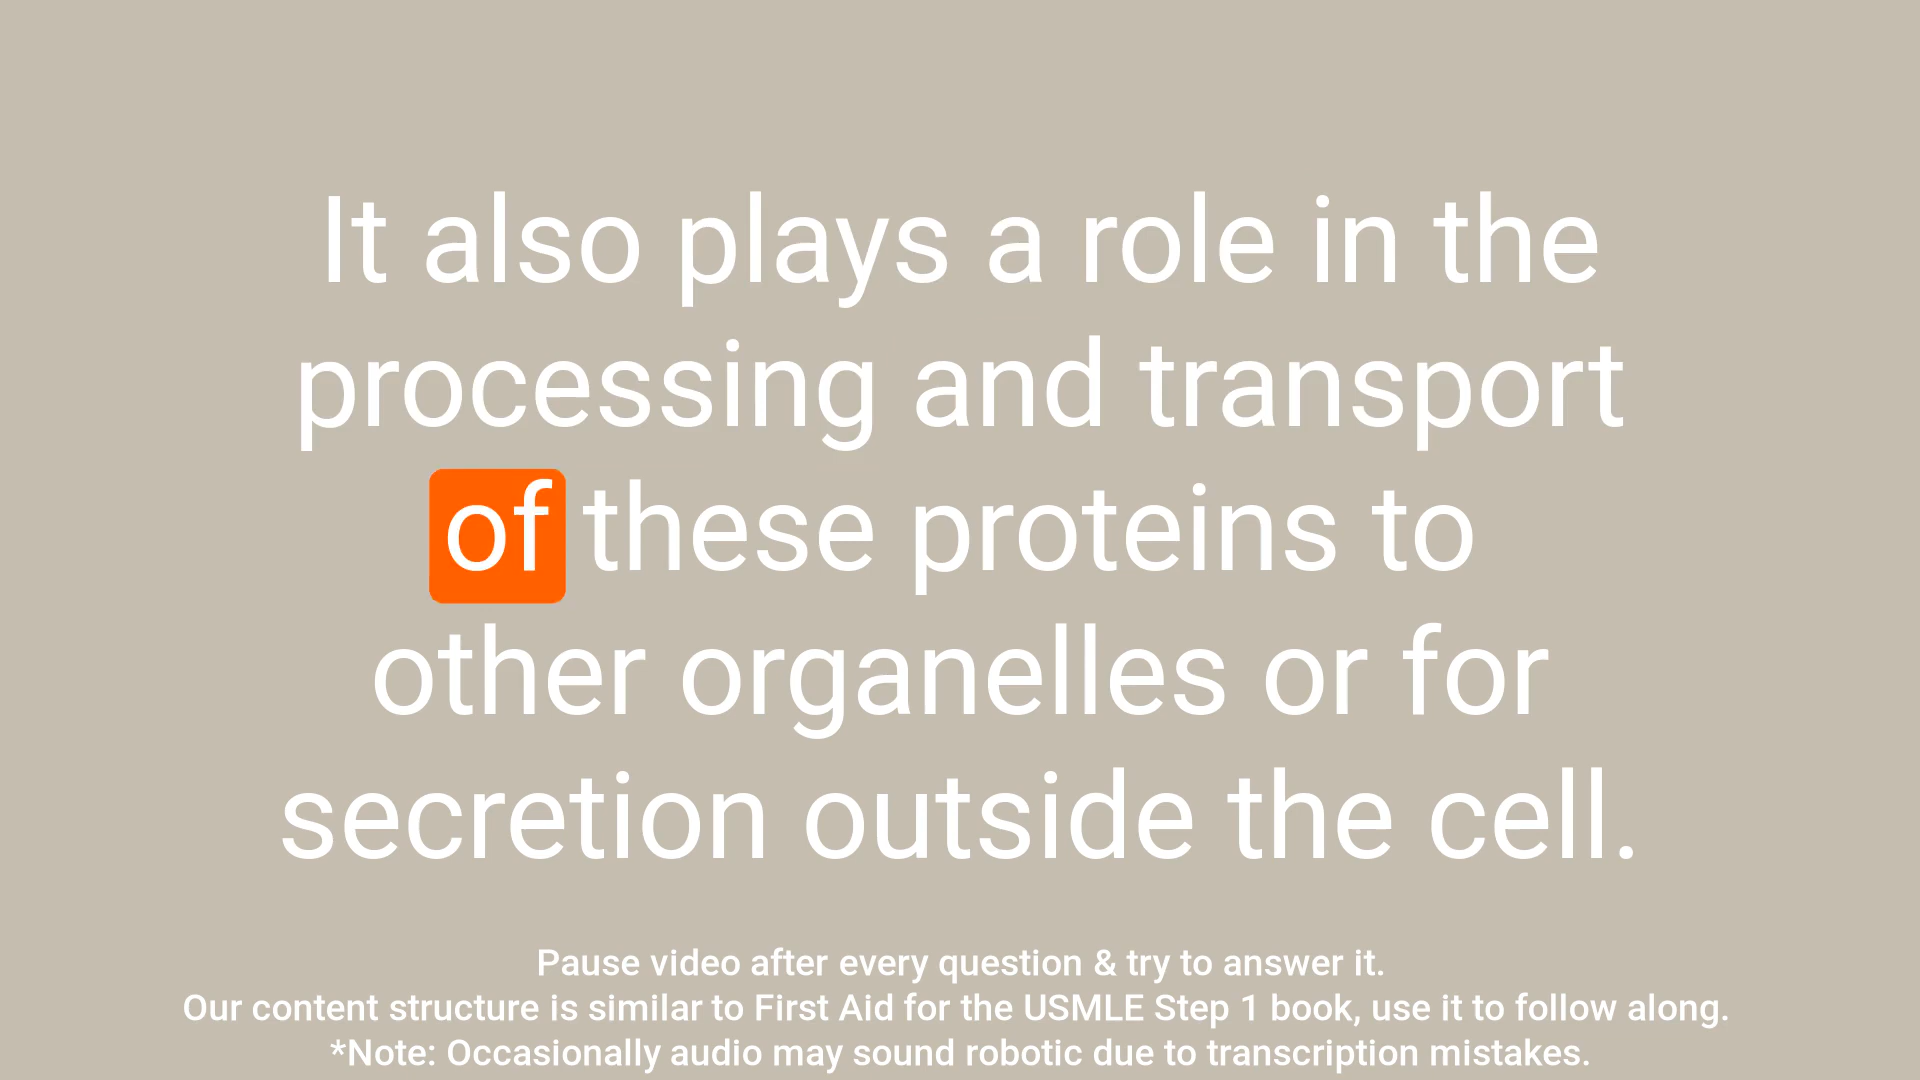 It also plays a role in the
processing and transport
of these proteins to
other organelles or for
secretion outside the cell.
Pause video after every question & try to answer it.
Our content structure is similar to First Aid for the USMLE Step 1 book, use it to follow along.
*Note: Occasionally audio may sound robotic due to transcription mistakes.